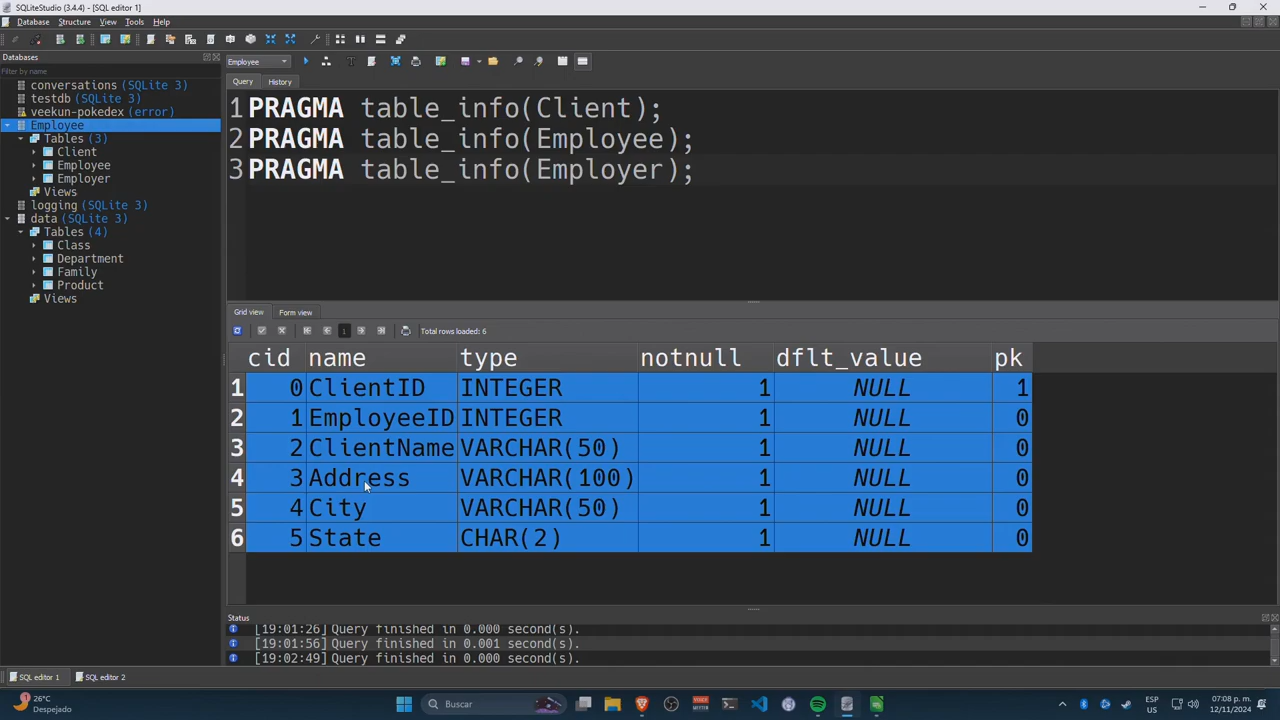 SQLiteStudio (3.4.4) - [SQL editor 1]
Database Structure View Tools Help
Databases
Filter by name
conversations (SQLite 3)
testdb (SQLite 3)
veekun-pokedex (error)
Employee
Tables (3)
Client
Employee
Employer
Views
logging (SQLite 3)
data (SQLite 3)
Tables (4)
Class
Department
Family
Product
Views
Employee
Query History
1 PRAGMA table_info(Client);
2 PRAGMA table_info(Employee);
3 PRAGMA table_info(Employer);
Grid view Form view
1 Total rows loaded: 6
cid name type notnull dflt_value pk
1 0 ClientID INTEGER 1 NULL 1
2 1 EmployeeID INTEGER 1 NULL 0
3 2 ClientName VARCHAR(50) 1 NULL 0
4 3 Address VARCHAR(100) 1 NULL 0
5 4 City VARCHAR(50) 1 NULL 0
6 5 State CHAR(2) 1 NULL 0
Status
[19:01:26] Query finished in 0.000 second(s).
[19:01:56] Query finished in 0.001 second(s).
[19:02:49] Query finished in 0.000 second(s).
SQL editor 1 SQL editor 2
1 26°C
Despejado
Buscar
ESP
US
07:08 p. m.
12/11/2024